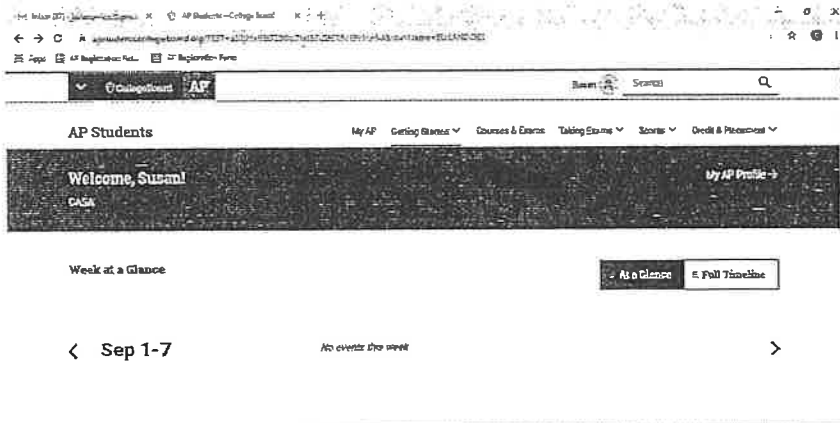 AP Students—College Board
Apps
AP Registration Form
CollegeBoard AP Susan Search
AP Students My AP Getting Started Courses & Exams Taking Exams Scores Credit & Placement
Welcome, Susan! My AP Profile →
CASA
Week at a Glance At a Glance Full Timeline
< Sep 1-7 No events this week >